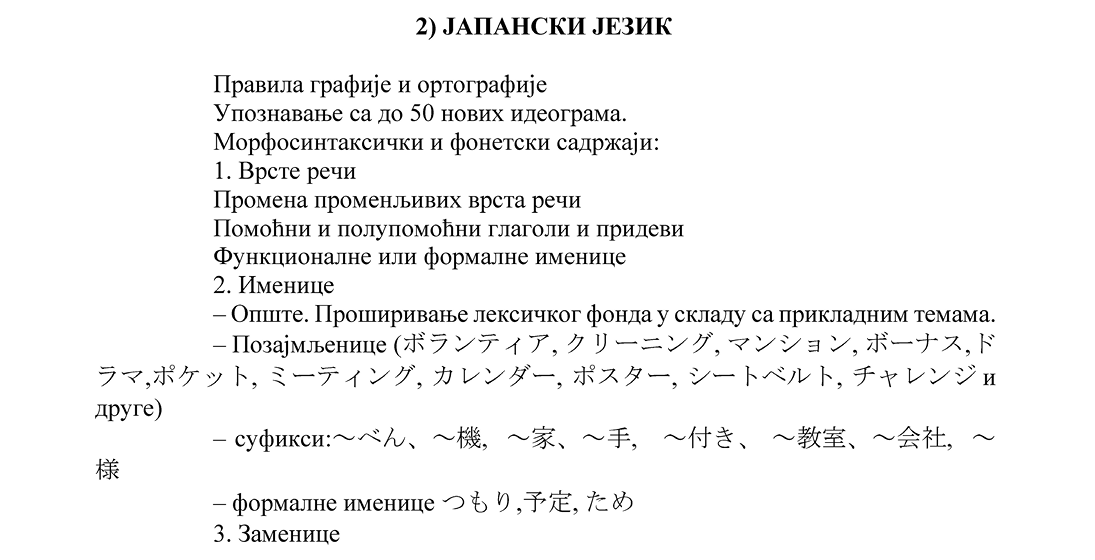 2) ЈАПАНСКИ ЈЕЗИК
Правила графије и ортографије
Упознавање са до 50 нових идеограма.
Морфосинтаксички и фонетски садржаји:
1. Врсте речи
Промена променљивих врста речи
Помоћни и полупомоћни глаголи и придеви
Функционалне или формалне именице
2. Именице
– Опште. Проширивање лексичког фонда у складу са прикладним темама.
– Позајмљенице (ボランティア, クリーニング, マンション, ボーナス,ド
ラマ,ポケット, ミーティング, カレンダー, ポスター, シートベルト, チャレンジ и
друге)
– суфикси:～べん、～機, ～家、～手, ～付き、 ～教室、～会社, ～
様
– формалне именице つもり,予定, ため
3. Заменице